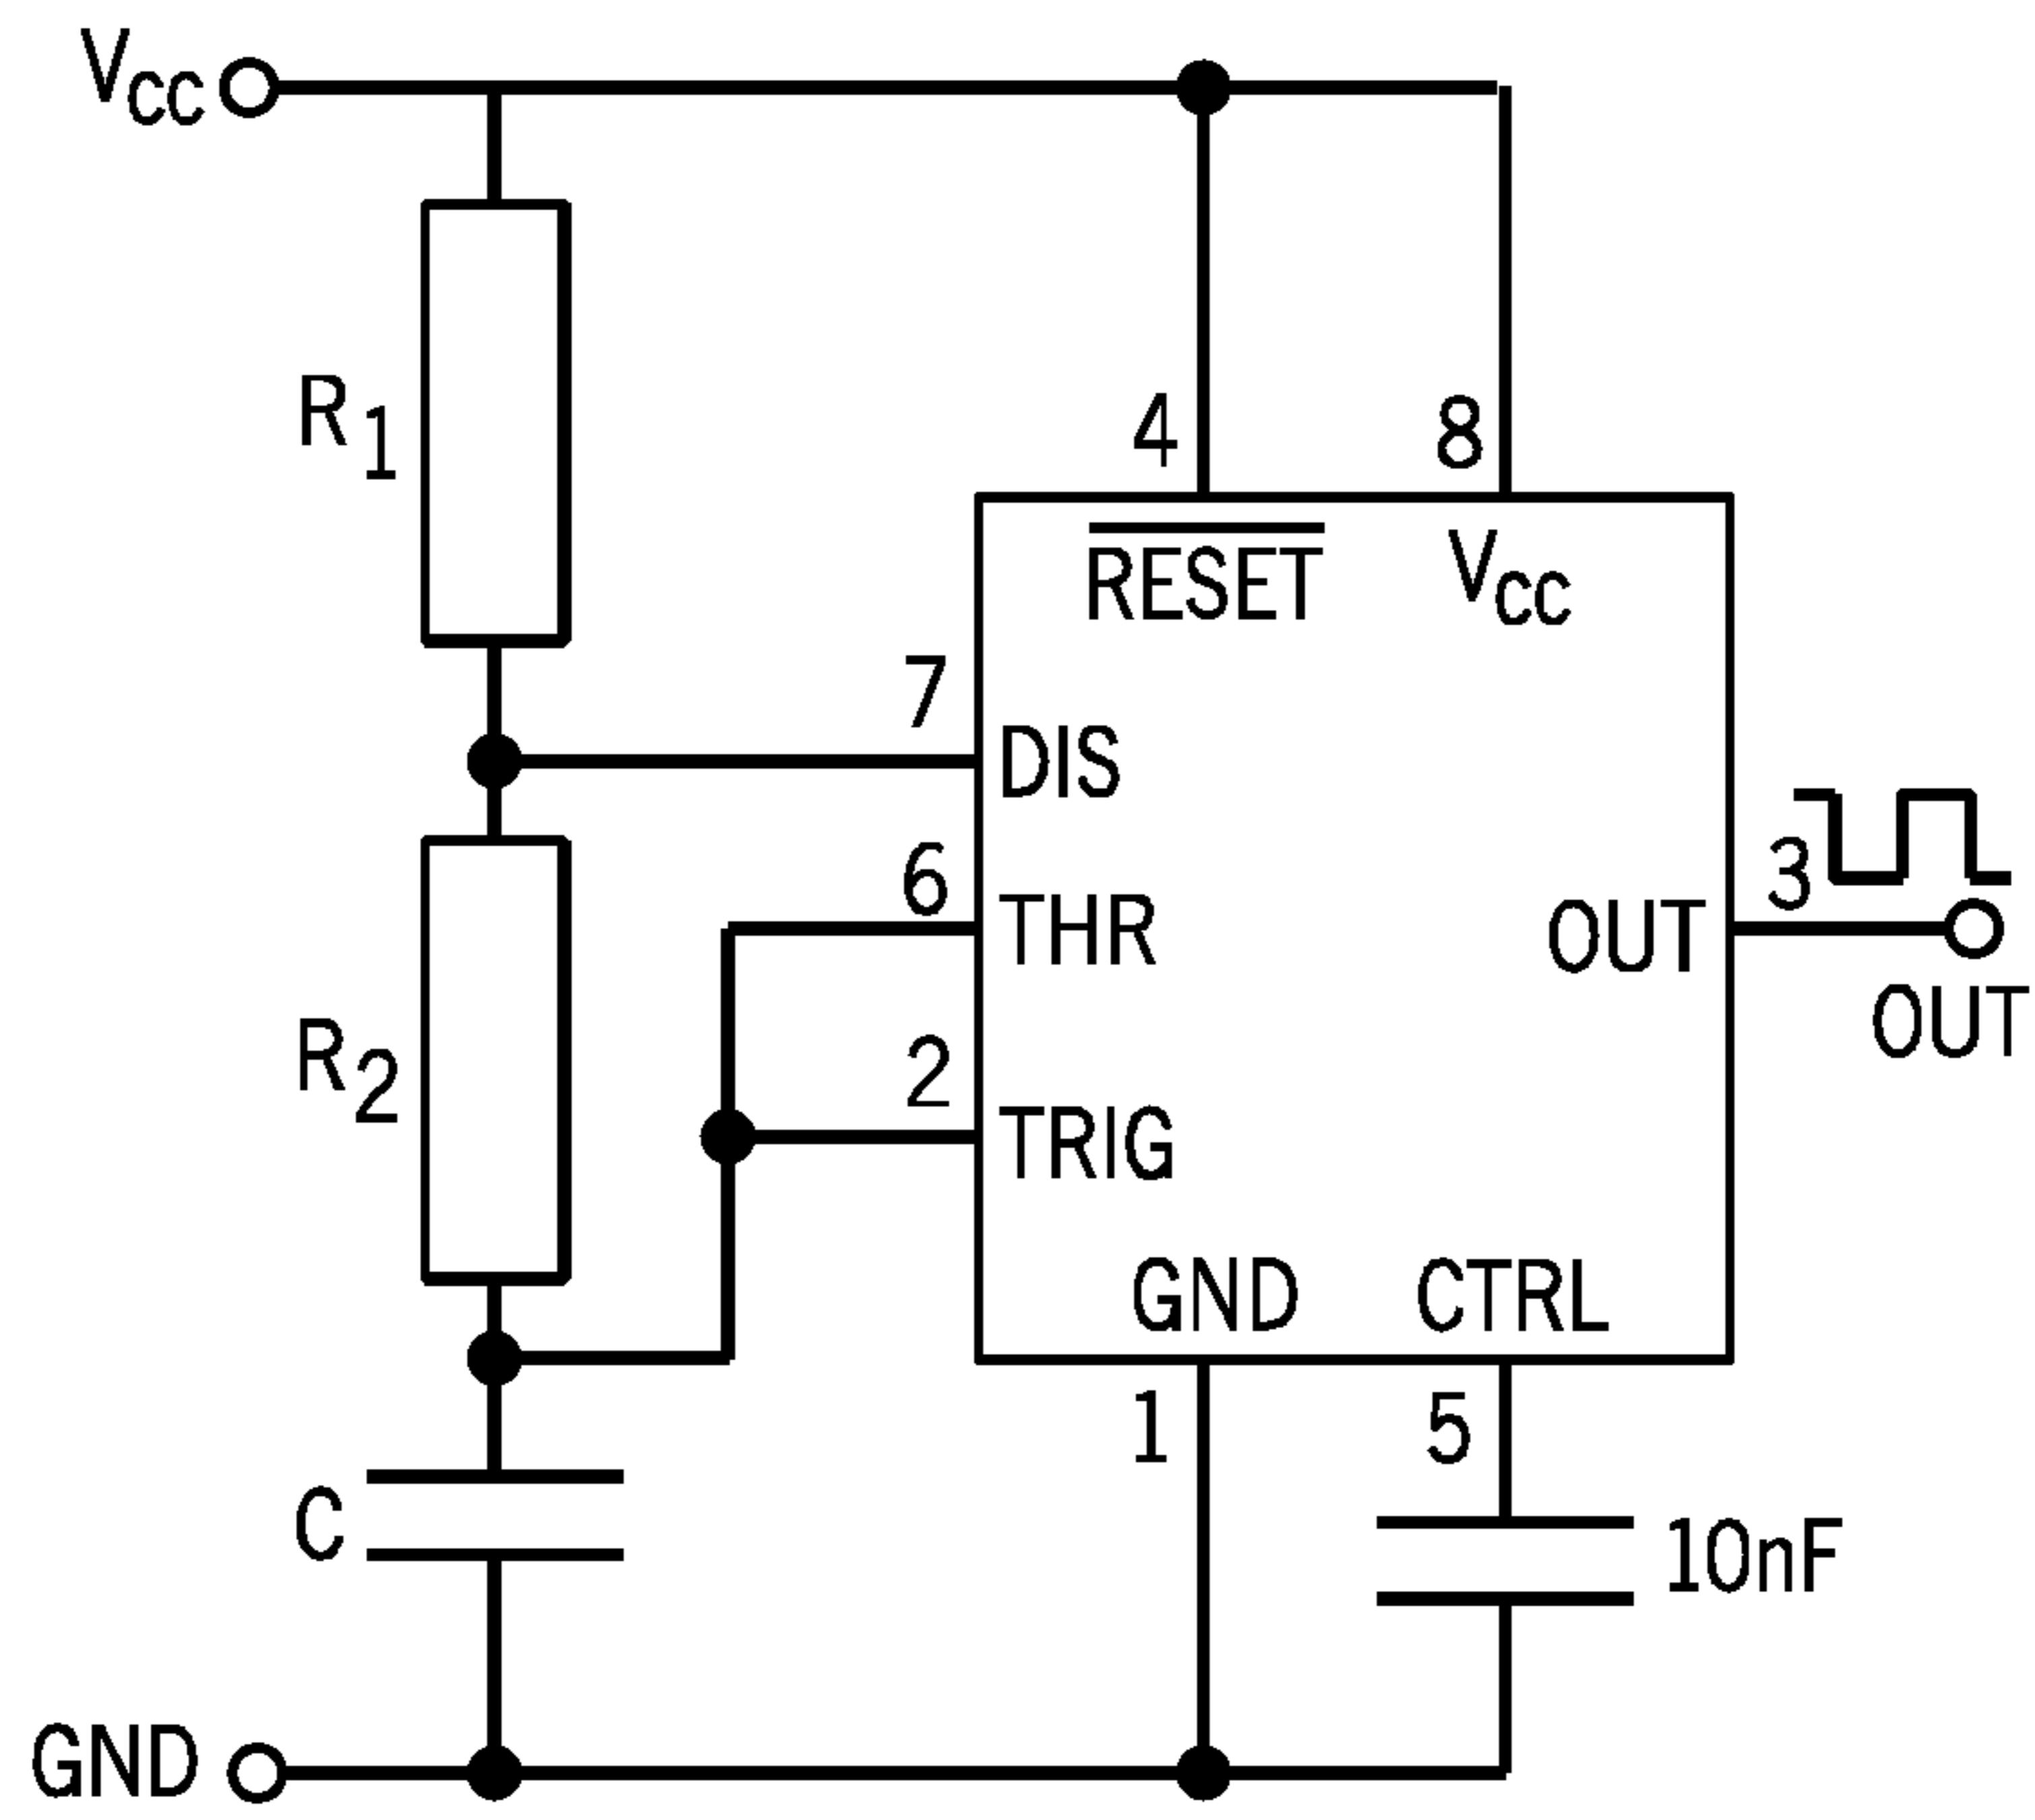 Vcc
R1
4
8
RESET
Vcc
7
DIS
6
THR
3
OUT
OUT
R2
2
TRIG
GND
CTRL
1
5
C
10nF
GND